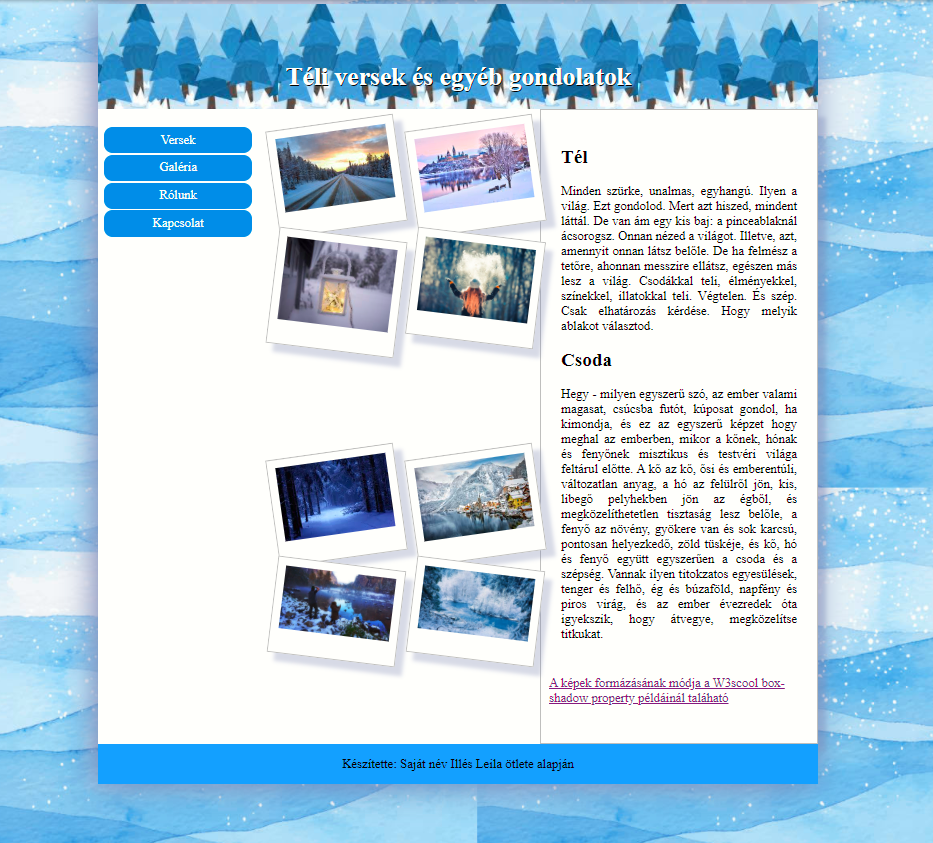 Téli versek és egyéb gondolatok
Versek
Galéria
Rólunk
Kapcsolat
Tél
Minden szürke, unalmas, egyhangú. Ilyen a
világ. Ezt gondolod. Mert azt hiszed, mindent
láttál. De van ám egy kis baj: a pinceablaknál
ácsorogsz. Onnan nézed a világot. Illetve, azt,
amennyit onnan látsz belőle. De ha felmész a
tetőre, ahonnan messzire ellátsz, egészen más
lesz a világ. Csodákkal teli, élményekkel,
színekkel, illatokkal teli. Végtelen. És szép.
Csak elhatározás kérdése. Hogy melyik
ablakot választod.
Csoda
Hegy - milyen egyszerű szó, az ember valami
magasat, csúcsba futót, kúposat gondol, ha
kimondja, és ez az egyszerű képzet hogy
meghal az emberben, mikor a kőnek, hónak
és fenyőnek misztikus és testvéri világa
feltárul előtte. A kő az kő, ősi és emberentúli,
változatlan anyag, a hó az felülről jön, kis,
libegő pelyhekben jön az égből, és
megközelíthetetlen tisztaság lesz belőle, a
fenyő az növény, gyökere van és sok karcsú,
pontosan helyezkedő, zöld tüskéje, és kő, hó
és fenyő együtt egyszerűen a csoda és a
szépség. Vannak ilyen titokzatos egyesülések,
tenger és felhő, ég és búzaföld, napfény és
piros virág, és az ember évezredek óta
igyekszik, hogy átvegye, megközelítse
titkukat.
A képek formázásának módja a W3scool box-
shadow property példáinál taláható
Készítette: Saját név Illés Leila ötlete alapján